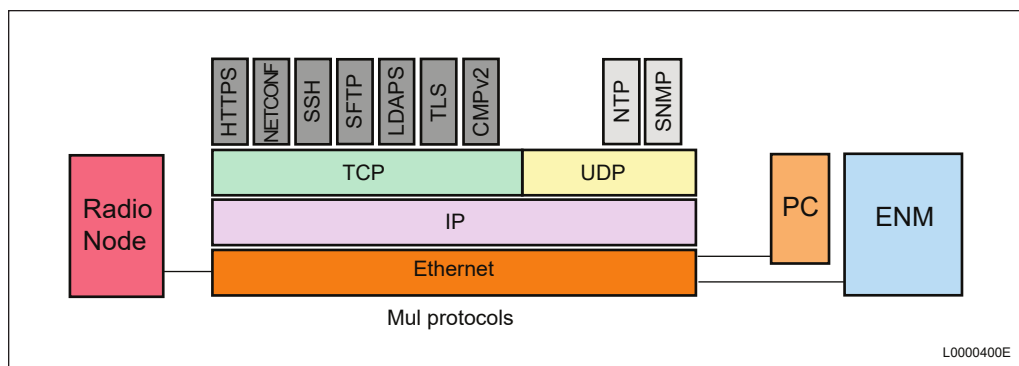 HTTPS
NETCONF
SSH
SFTP
LDAPS
TLS
CMPv2
NTP
SNMP
TCP
UDP
Radio
Node
IP
PC
ENM
Ethernet
Mul protocols
L0000400E